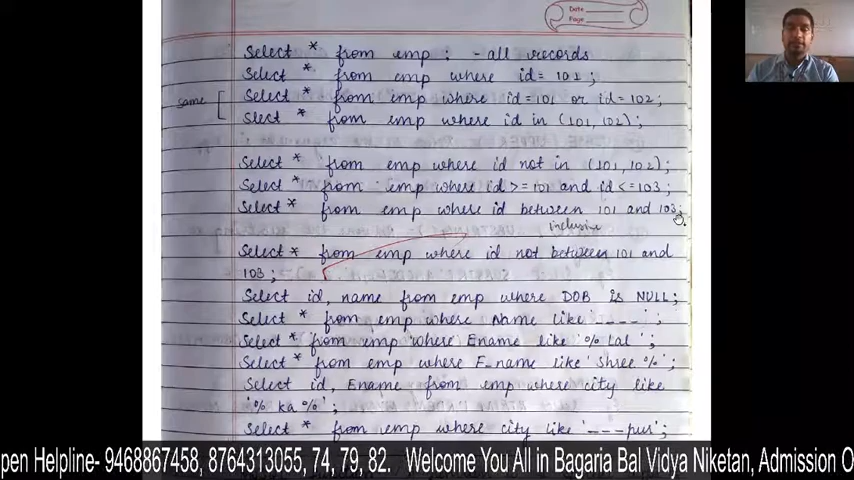 Date
Page
Select * from emp ; - all records
Select * from emp where id = 101 ;
same
Select * from emp where id = 101 or id = 102 ;
Slect * from emp where id in (101, 102) ;
Select * from emp where id not in (101, 102) ;
Select * from emp where id >= 101 and id <= 103 ;
Select * from emp where id between 101 and 103 ;
inclusive
Select * from emp where id not between 101 and
103 ;
Select id, name from emp where DOB is NULL ;
Select * from emp where Name like '_ _ _ _' ;
Select * from emp where Ename like '% Lal' ;
Select * from emp where E_name like 'Shree %' ;
Select id, Ename from emp where city like
'% ka %' ;
Select * from emp where city like '_ _ _ pur' ;
pen Helpline- 9468867458, 8764313055, 74, 79, 82. Welcome You All in Bagaria Bal Vidya Niketan, Admission O